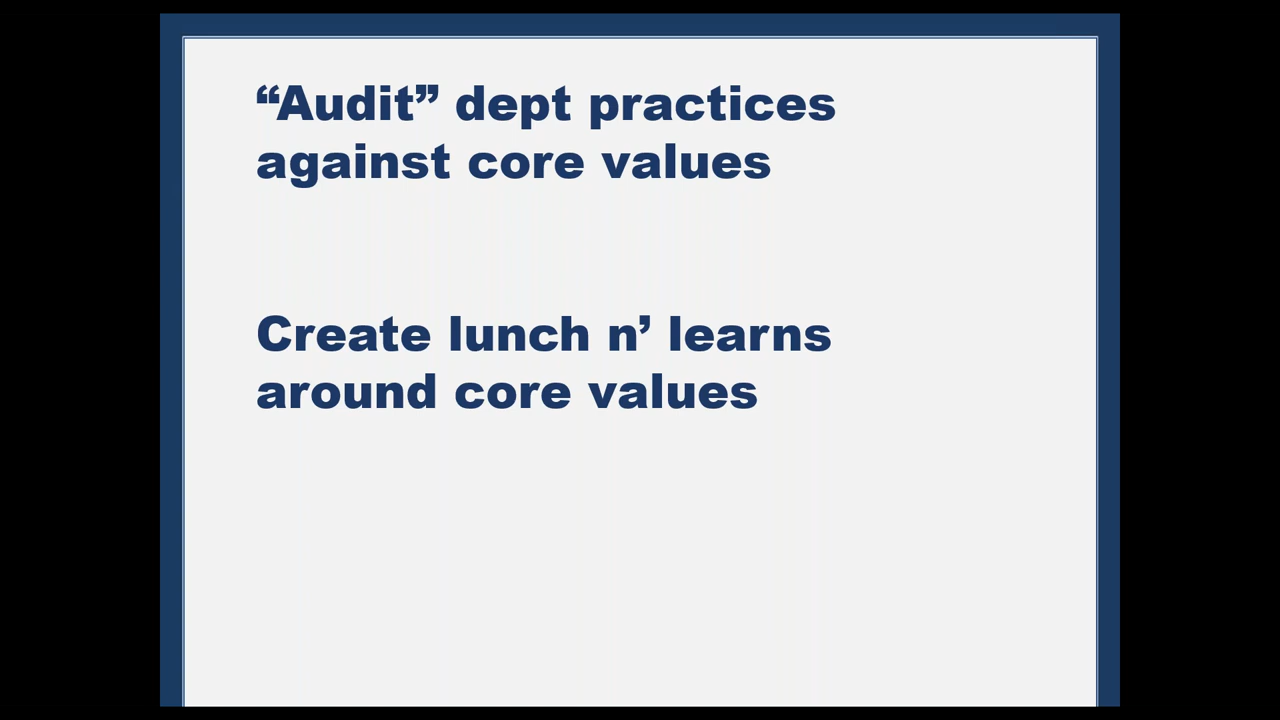 “Audit” dept practices
against core values
Create lunch n’ learns
around core values